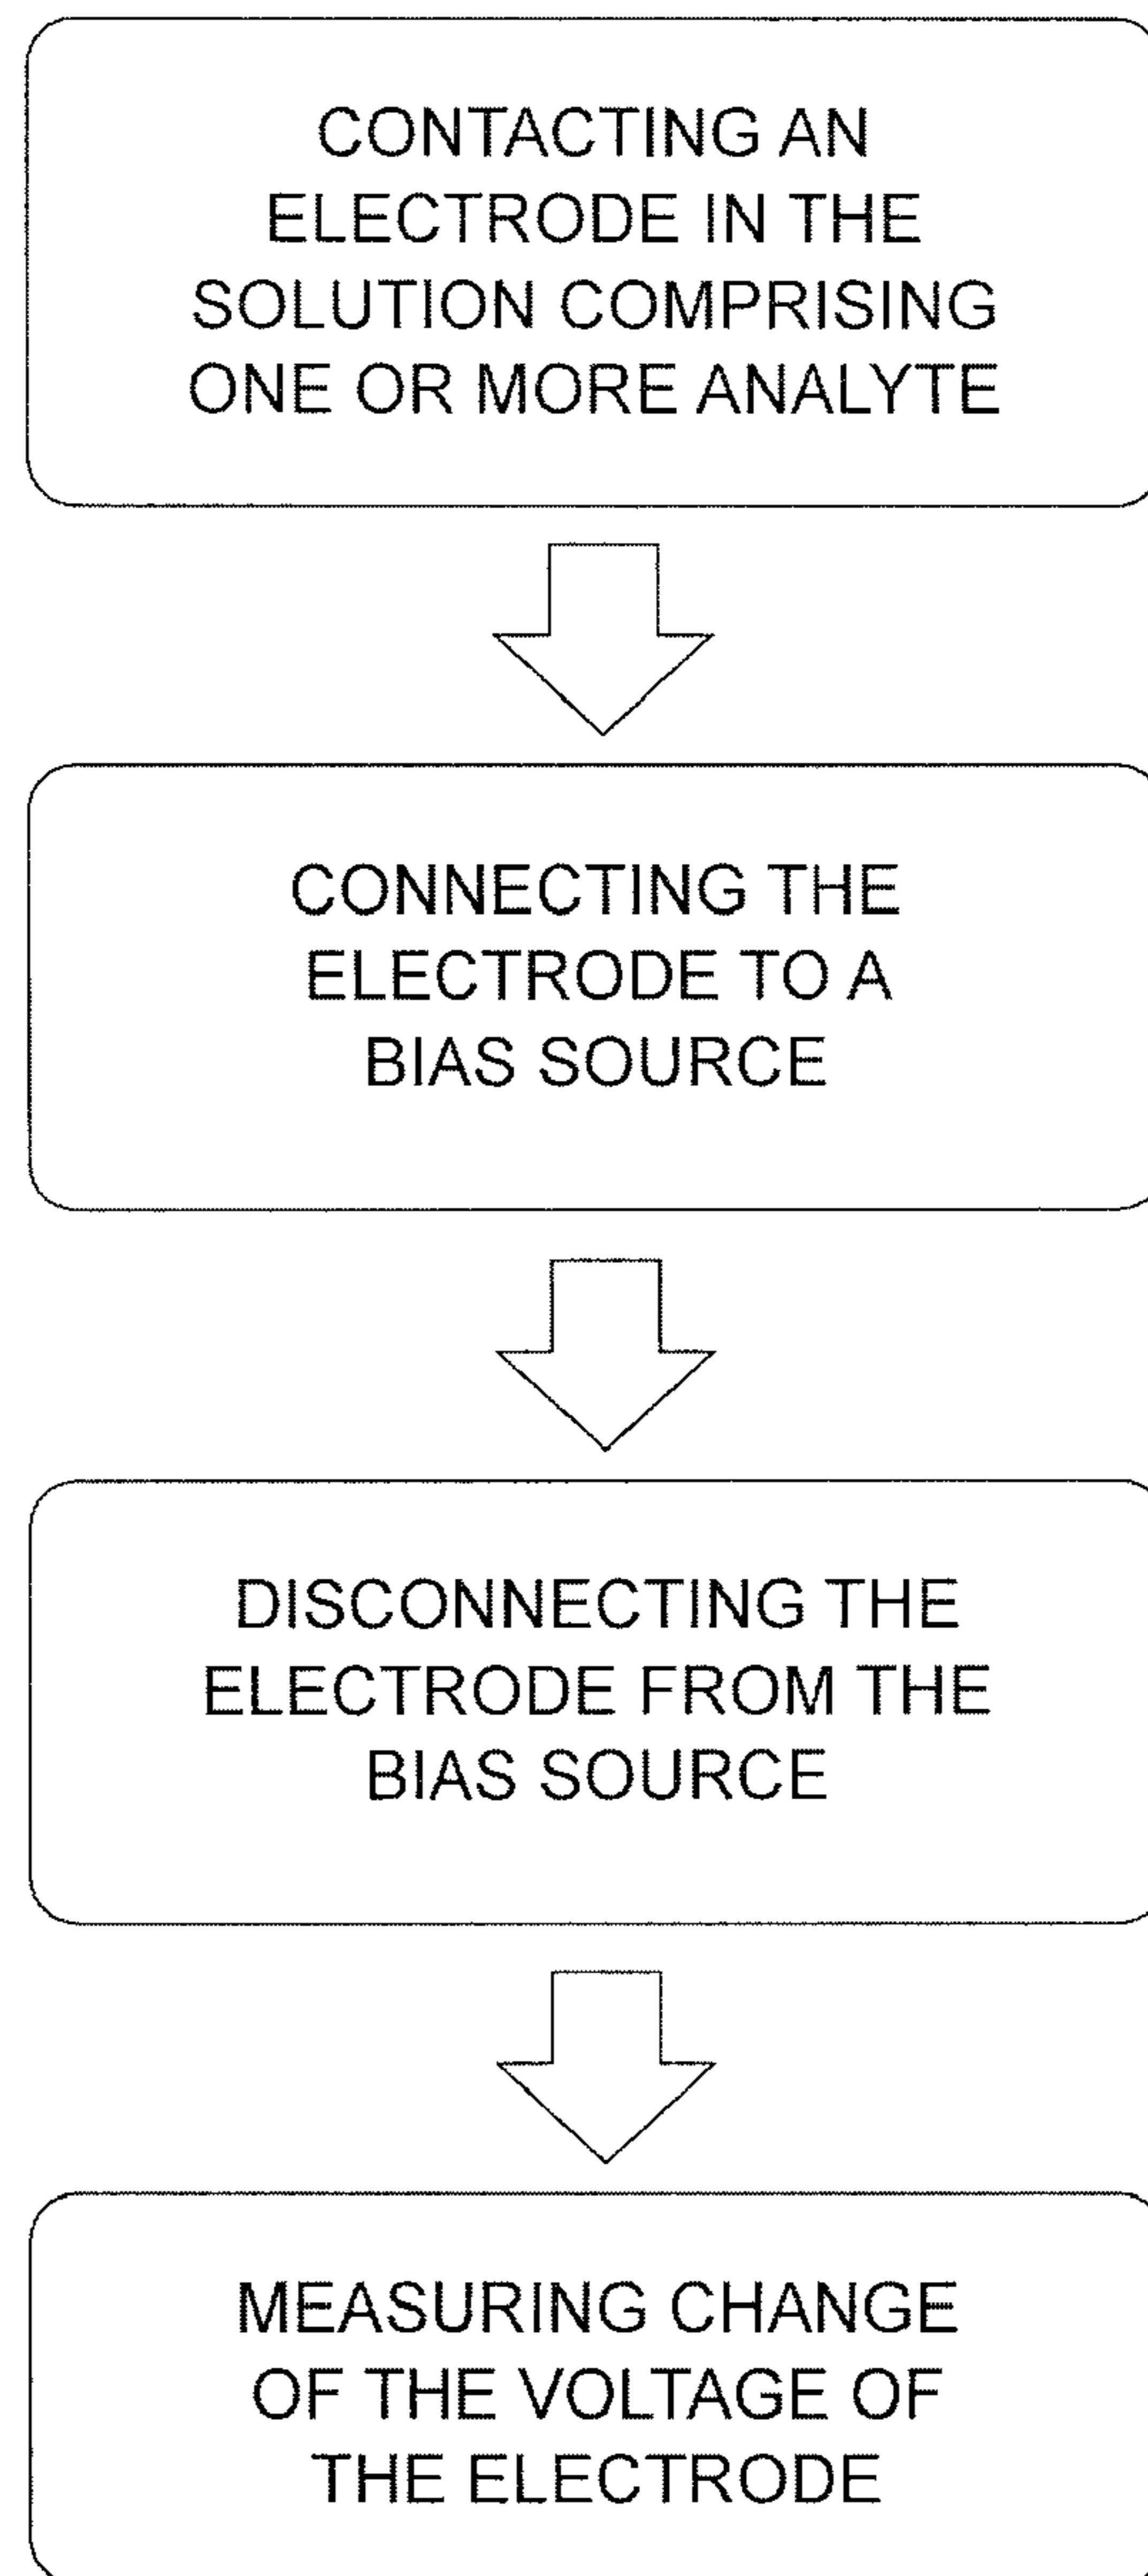 CONTACTING AN
ELECTRODE IN THE
SOLUTION COMPRISING
ONE OR MORE ANALYTE
CONNECTING THE
ELECTRODE TO A
BIAS SOURCE
DISCONNECTING THE
ELECTRODE FROM THE
BIAS SOURCE
MEASURING CHANGE
OF THE VOLTAGE OF
THE ELECTRODE